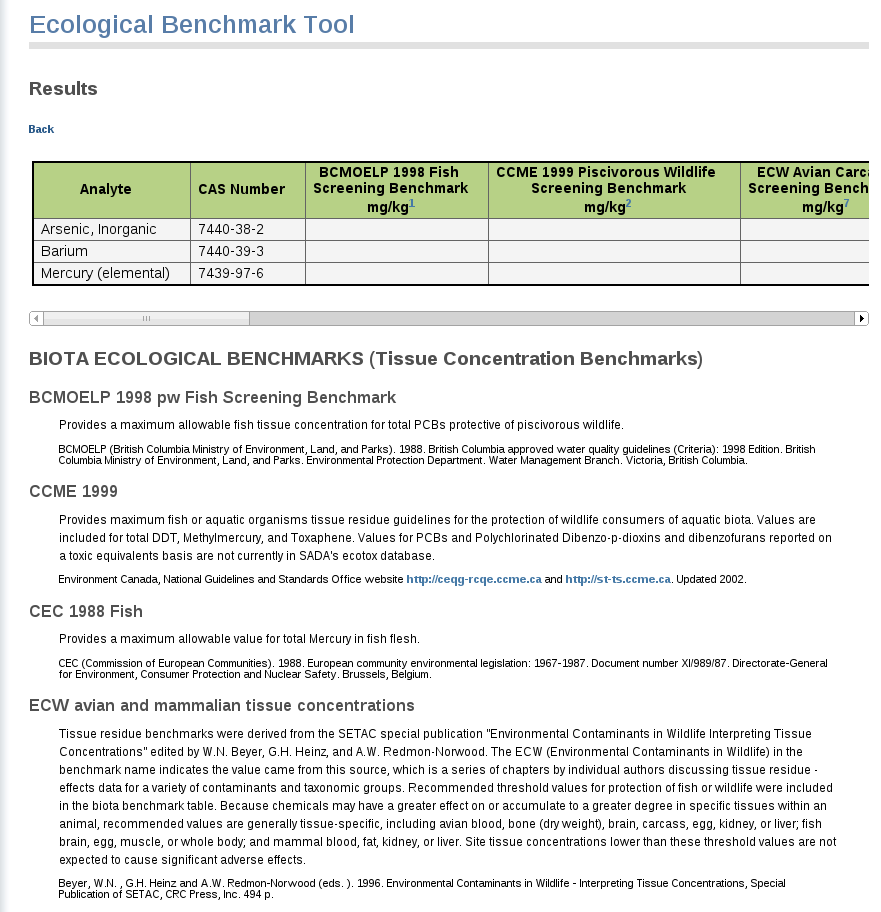 Ecological Benchmark Tool
Results
Back
Analyte CAS Number BCMOELP 1998 Fish Screening Benchmark mg/kg1 CCME 1999 Piscivorous Wildlife Screening Benchmark mg/kg2 ECW Avian Carca Screening Bench mg/kg7
Arsenic, Inorganic 7440-38-2
Barium 7440-39-3
Mercury (elemental) 7439-97-6
BIOTA ECOLOGICAL BENCHMARKS (Tissue Concentration Benchmarks)
BCMOELP 1998 pw Fish Screening Benchmark
Provides a maximum allowable fish tissue concentration for total PCBs protective of piscivorous wildlife.
BCMOELP (British Columbia Ministry of Environment, Land, and Parks). 1988. British Columbia approved water quality guidelines (Criteria): 1998 Edition. British
Columbia Ministry of Environment, Land, and Parks. Environmental Protection Department. Water Management Branch. Victoria, British Columbia.
CCME 1999
Provides maximum fish or aquatic organisms tissue residue guidelines for the protection of wildlife consumers of aquatic biota. Values are
included for total DDT, Methylmercury, and Toxaphene. Values for PCBs and Polychlorinated Dibenzo-p-dioxins and dibenzofurans reported on
a toxic equivalents basis are not currently in SADA's ecotox database.
Environment Canada, National Guidelines and Standards Office website http://ceqg-rcqe.ccme.ca and http://st-ts.ccme.ca. Updated 2002.
CEC 1988 Fish
Provides a maximum allowable value for total Mercury in fish flesh.
CEC (Commission of European Communities). 1988. European community environmental legislation: 1967-1987. Document number XI/989/87. Directorate-General
for Environment, Consumer Protection and Nuclear Safety. Brussels, Belgium.
ECW avian and mammalian tissue concentrations
Tissue residue benchmarks were derived from the SETAC special publication "Environmental Contaminants in Wildlife Interpreting Tissue
Concentrations" edited by W.N. Beyer, G.H. Heinz, and A.W. Redmon-Norwood. The ECW (Environmental Contaminants in Wildlife) in the
benchmark name indicates the value came from this source, which is a series of chapters by individual authors discussing tissue residue -
effects data for a variety of contaminants and taxonomic groups. Recommended threshold values for protection of fish or wildlife were included
in the biota benchmark table. Because chemicals may have a greater effect on or accumulate to a greater degree in specific tissues within an
animal, recommended values are generally tissue-specific, including avian blood, bone (dry weight), brain, carcass, egg, kidney, or liver; fish
brain, egg, muscle, or whole body; and mammal blood, fat, kidney, or liver. Site tissue concentrations lower than these threshold values are not
expected to cause significant adverse effects.
Beyer, W.N. , G.H. Heinz and A.W. Redmon-Norwood (eds. ). 1996. Environmental Contaminants in Wildlife - Interpreting Tissue Concentrations, Special
Publication of SETAC, CRC Press, Inc. 494 p.